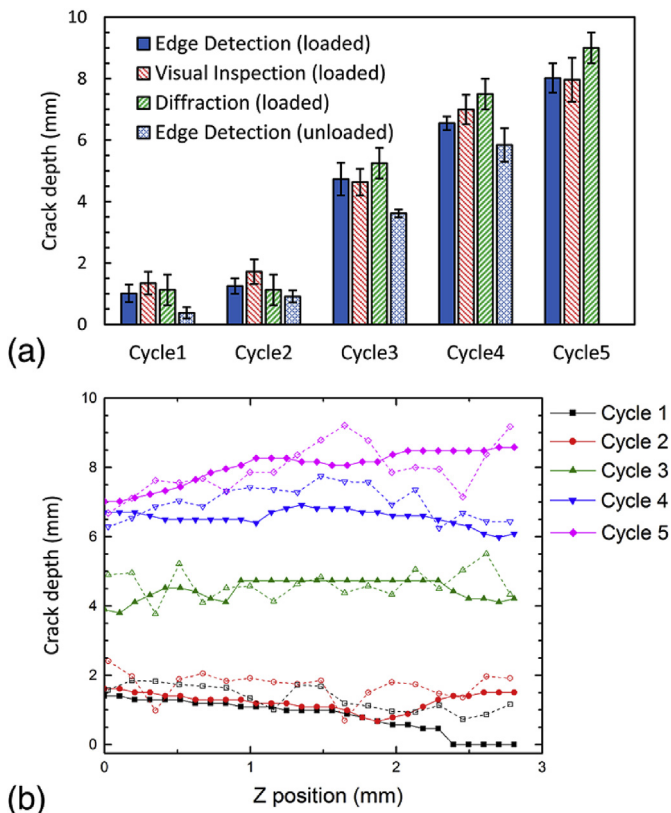 10
8
6
4
2
0
Crack depth (mm)
Edge Detection (loaded)
Visual Inspection (loaded)
Diffraction (loaded)
Edge Detection (unloaded)
Cycle1 Cycle2 Cycle3 Cycle4 Cycle5
(a)
10
8
6
4
2
0
Crack depth (mm)
Cycle 1
Cycle 2
Cycle 3
Cycle 4
Cycle 5
0 1 2 3
Z position (mm)
(b)